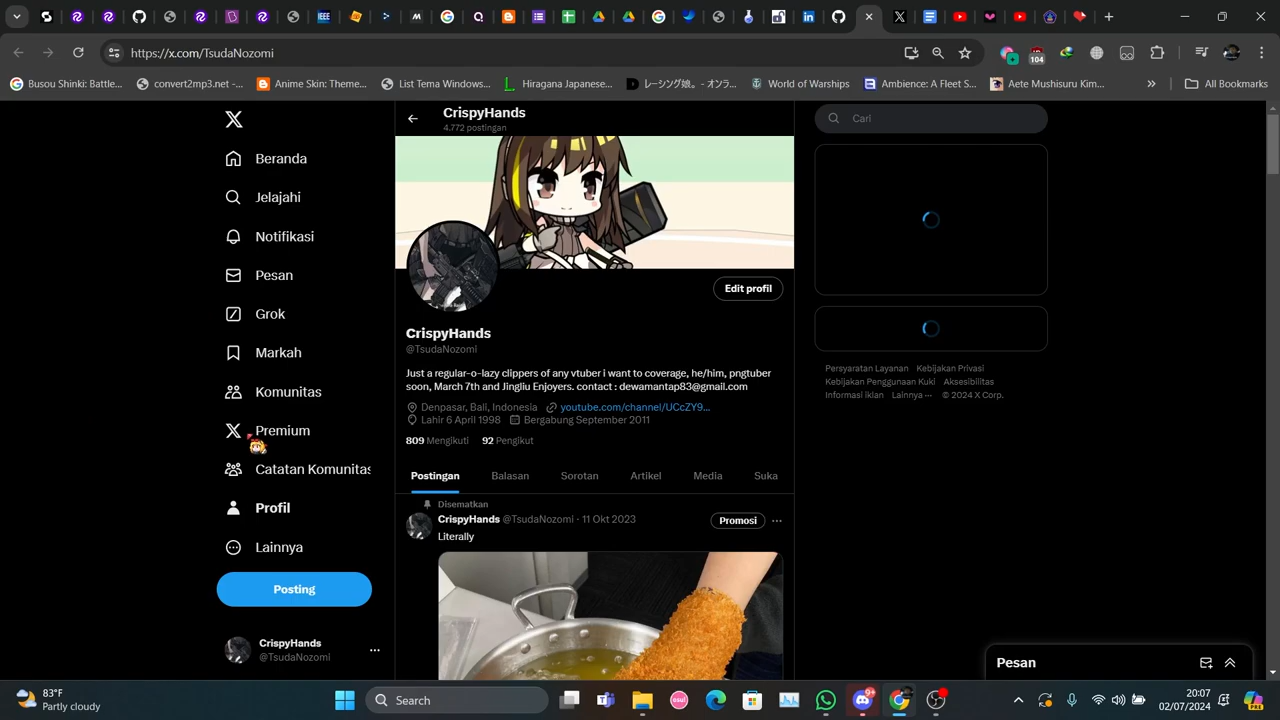 https://x.com/TsudaNozomi
104
Busou Shinki: Battle...
convert2mp3.net -...
Anime Skin: Theme...
List Tema Windows...
Hiragana Japanese...
レーシング娘。- オンラ...
World of Warships
Ambience: A Fleet S...
Aete Mushisuru Kim...
All Bookmarks
Beranda
Jelajahi
Notifikasi
Pesan
Grok
Markah
Komunitas
Premium
Catatan Komunitas
Profil
Lainnya
Posting
CrispyHands
@TsudaNozomi
CrispyHands
4.772 postingan
Edit profil
CrispyHands
@TsudaNozomi
Just a regular-o-lazy clippers of any vtuber i want to coverage, he/him, pngtuber
soon, March 7th and Jingliu Enjoyers. contact : dewamantap83@gmail.com
Denpasar, Bali, Indonesia youtube.com/channel/UCcZY9...
Lahir 6 April 1998 Bergabung September 2011
809 Mengikuti 92 Pengikut
Postingan Balasan Sorotan Artikel Media Suka
Disematkan
CrispyHands @TsudaNozomi · 11 Okt 2023
Promosi
Literally
Cari
Persyaratan Layanan Kebijakan Privasi
Kebijakan Penggunaan Kuki Aksesibilitas
Informasi iklan Lainnya ··· © 2024 X Corp.
Pesan
83°F
Partly cloudy
Search
20:07
02/07/2024